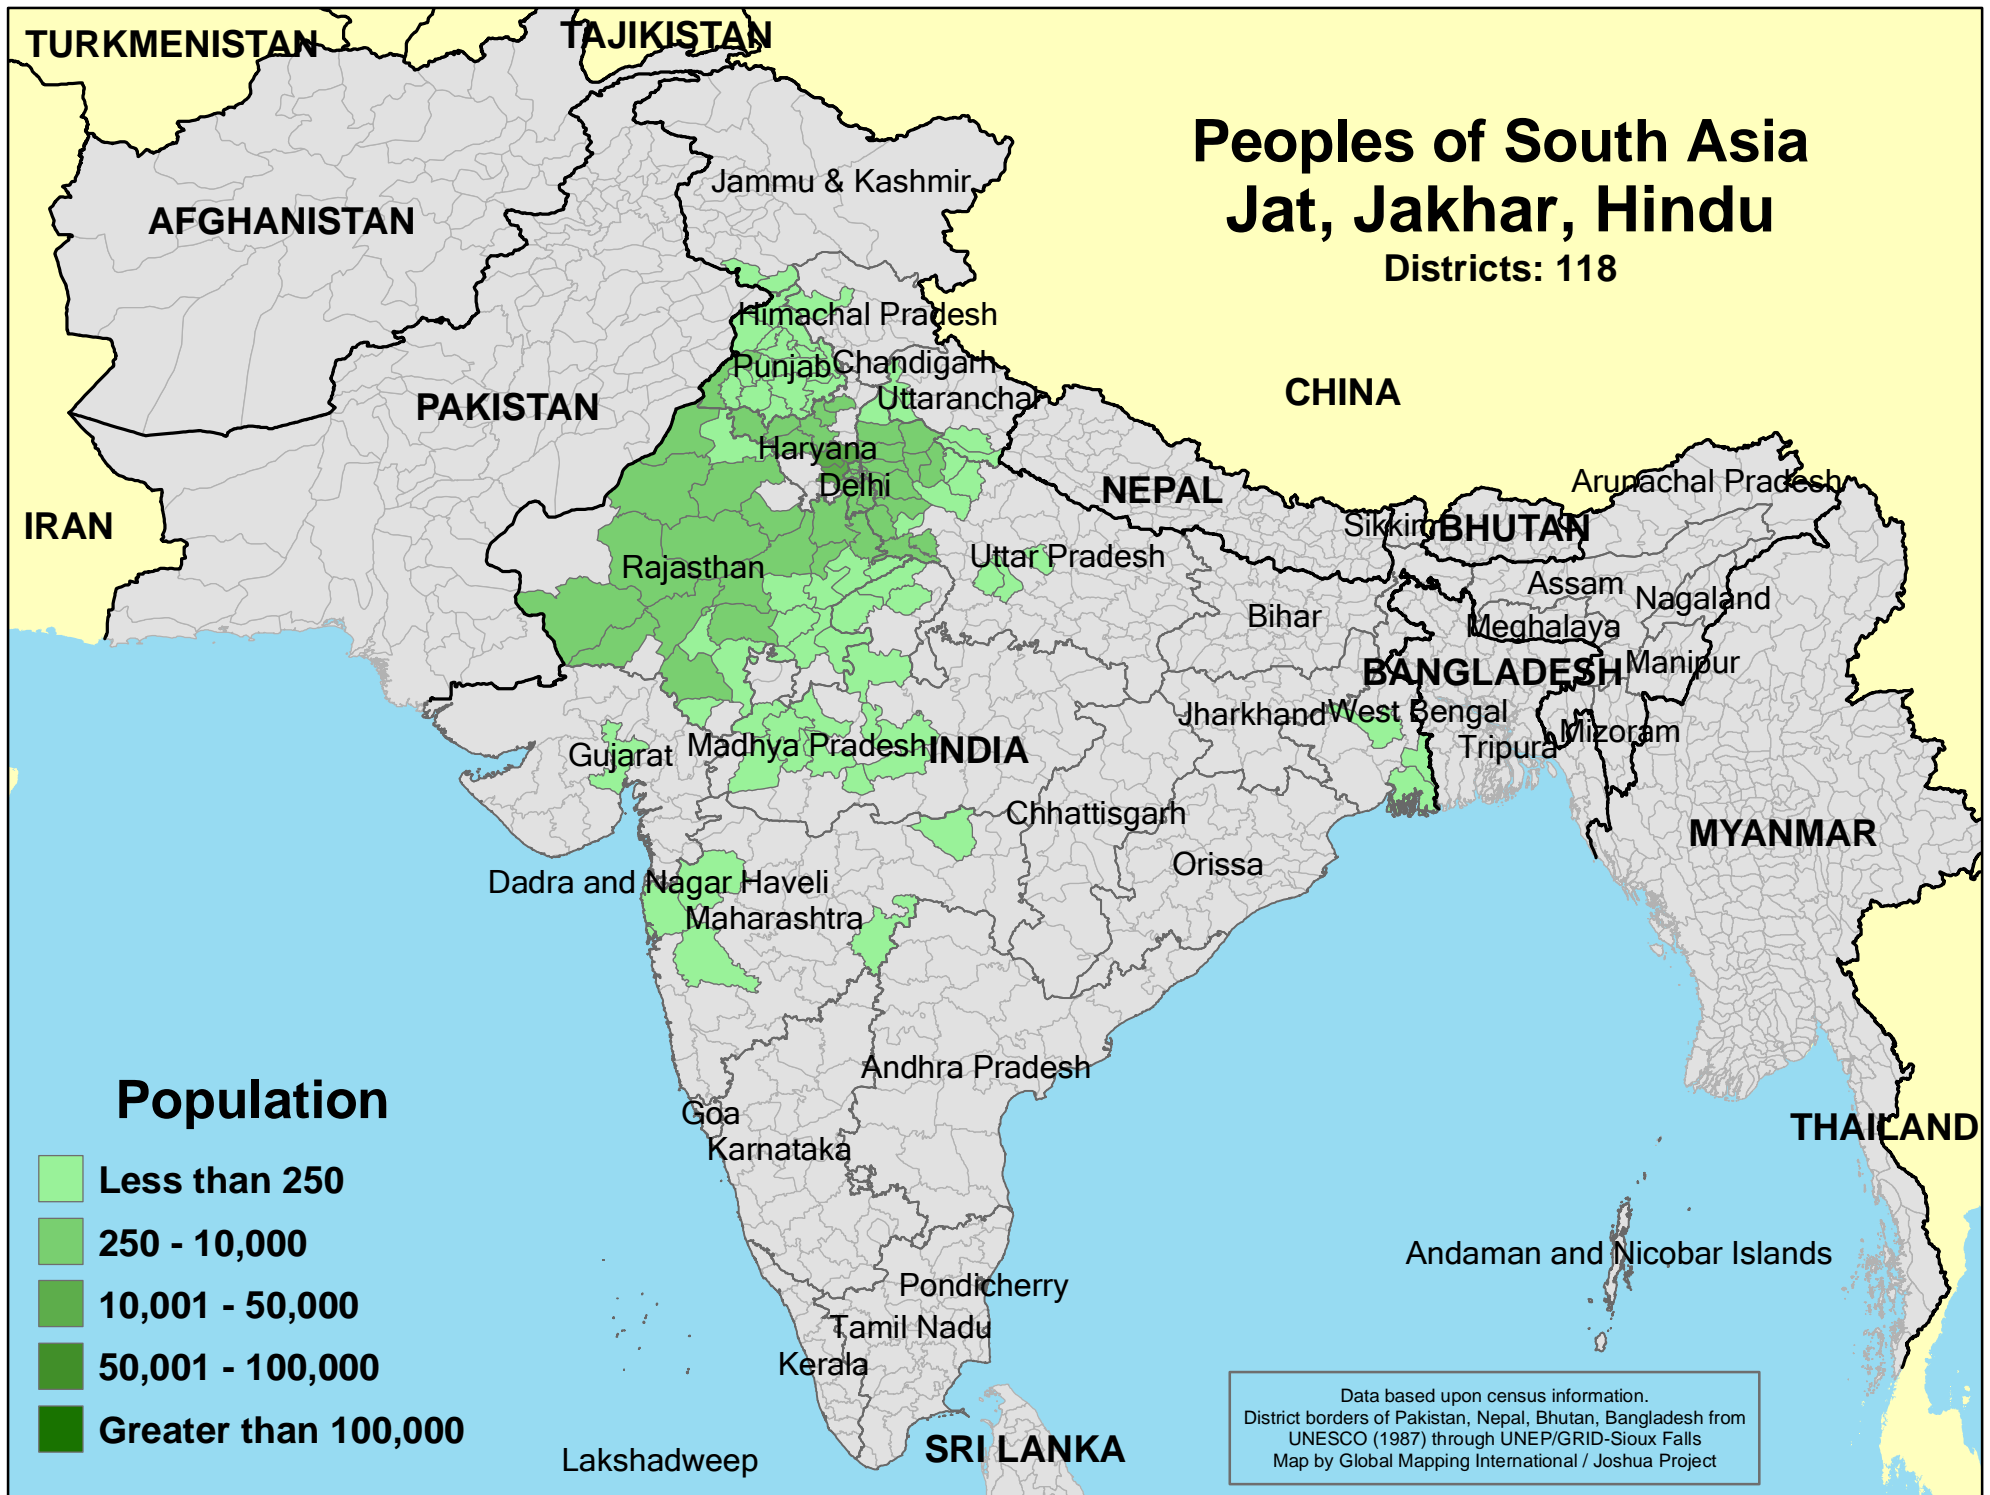 TURKMENISTAN
TAJIKISTAN
Peoples of South Asia
Jat, Jakhar, Hindu
Districts: 118
Jammu & Kashmir
AFGHANISTAN
Himachal Pradesh
Punjab
Chandigarh
Uttaranchal
CHINA
PAKISTAN
Haryana
Delhi
NEPAL
Arunachal Pradesh
IRAN
Sikkim
BHUTAN
Rajasthan
Uttar Pradesh
Assam
Nagaland
Bihar
Meghalaya
BANGLADESH
Manipur
Jharkhand
West Bengal
Tripura
Mizoram
Gujarat
Madhya Pradesh
INDIA
Chhattisgarh
MYANMAR
Orissa
Dadra and Nagar Haveli
Maharashtra
Andhra Pradesh
Goa
Karnataka
THAILAND
Population
Less than 250
250 - 10,000
10,001 - 50,000
50,001 - 100,000
Greater than 100,000
Andaman and Nicobar Islands
Pondicherry
Tamil Nadu
Kerala
Lakshadweep
SRI LANKA
Data based upon census information.
District borders of Pakistan, Nepal, Bhutan, Bangladesh from
UNESCO (1987) through UNEP/GRID-Sioux Falls
Map by Global Mapping International / Joshua Project